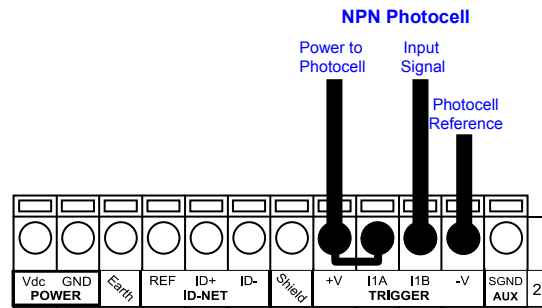 NPN Photocell
Power to
Photocell
Input
Signal
Photocell
Reference
Vdc GND Earth REF ID+ ID- Shield +V I1A I1B -V SGND 2
POWER ID-NET TRIGGER AUX